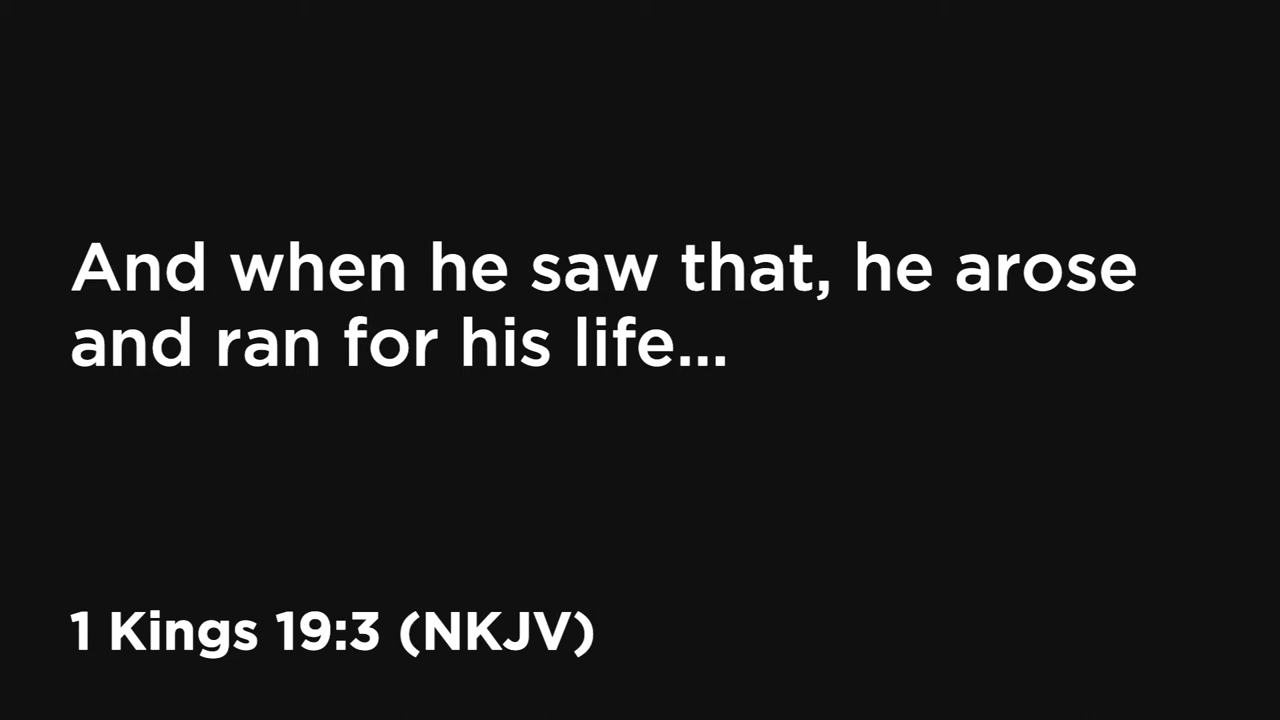 And when he saw that, he arose
and ran for his life...
1 Kings 19:3 (NKJV)